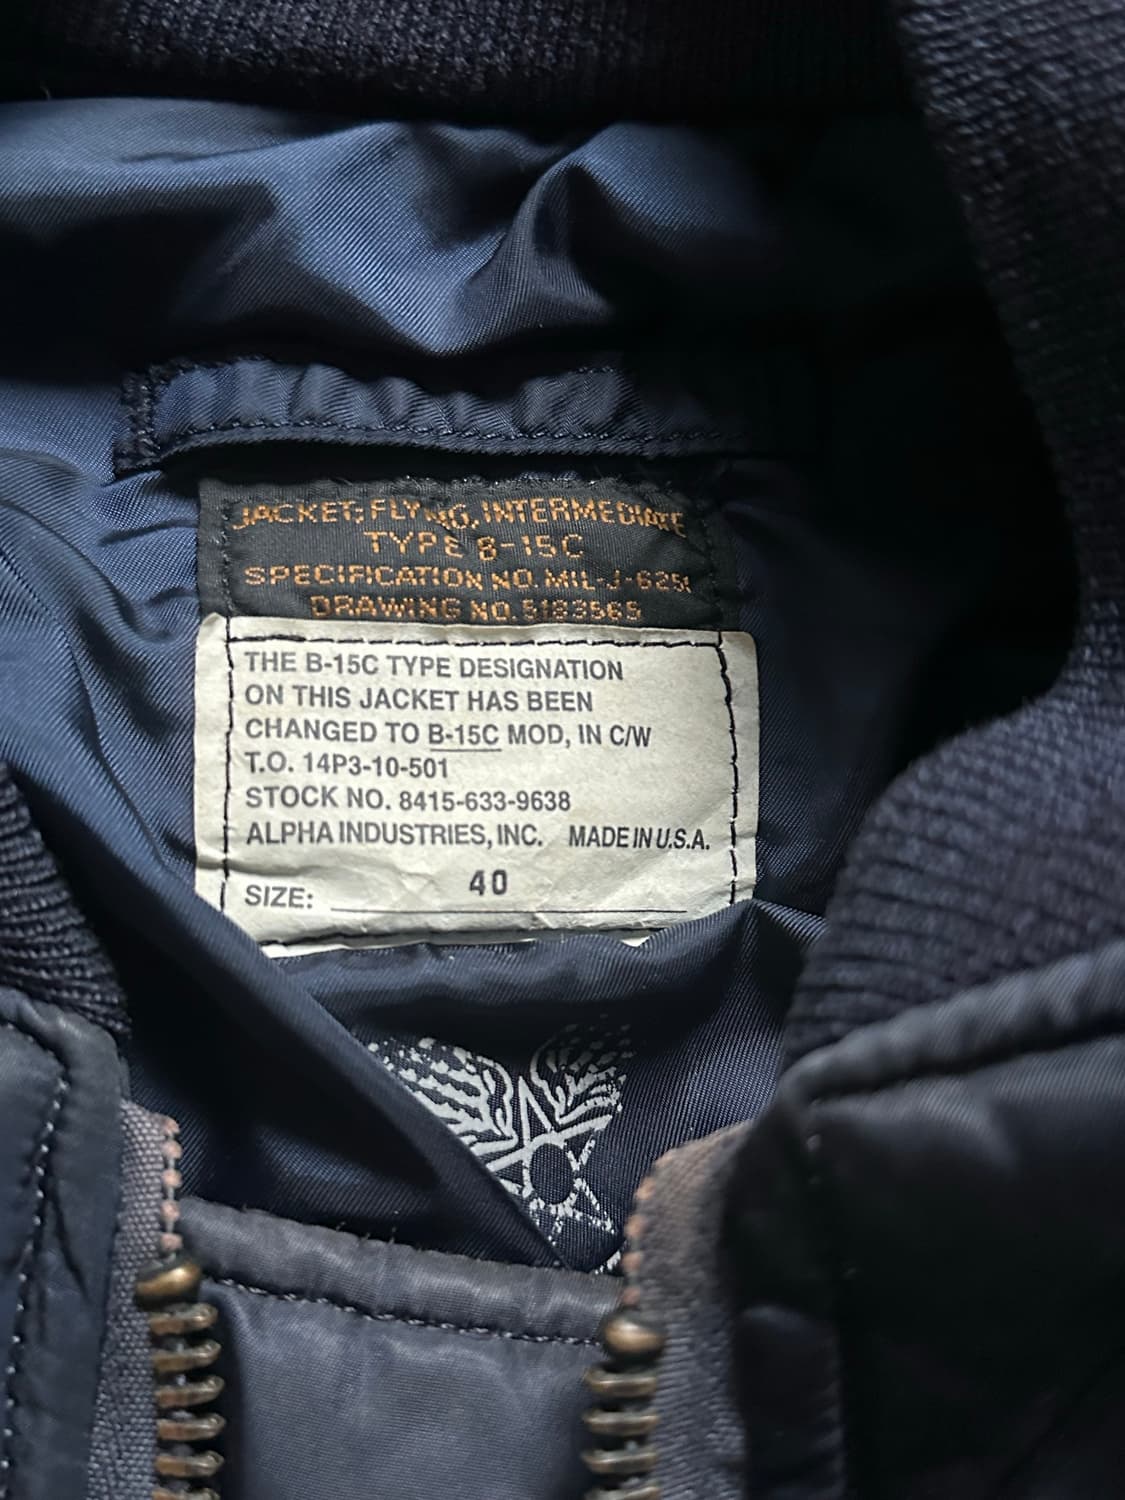 JACKET, FLYING, INTERMEDIATE
TYPE B-15C
SPECIFICATION NO. MIL-J-6251
DRAWING NO. 5183565
THE B-15C TYPE DESIGNATION
ON THIS JACKET HAS BEEN
CHANGED TO B-15C MOD, IN C/W
T.O. 14P3-10-501
STOCK NO. 8415-633-9638
ALPHA INDUSTRIES, INC. MADE IN U.S.A.
SIZE: 40